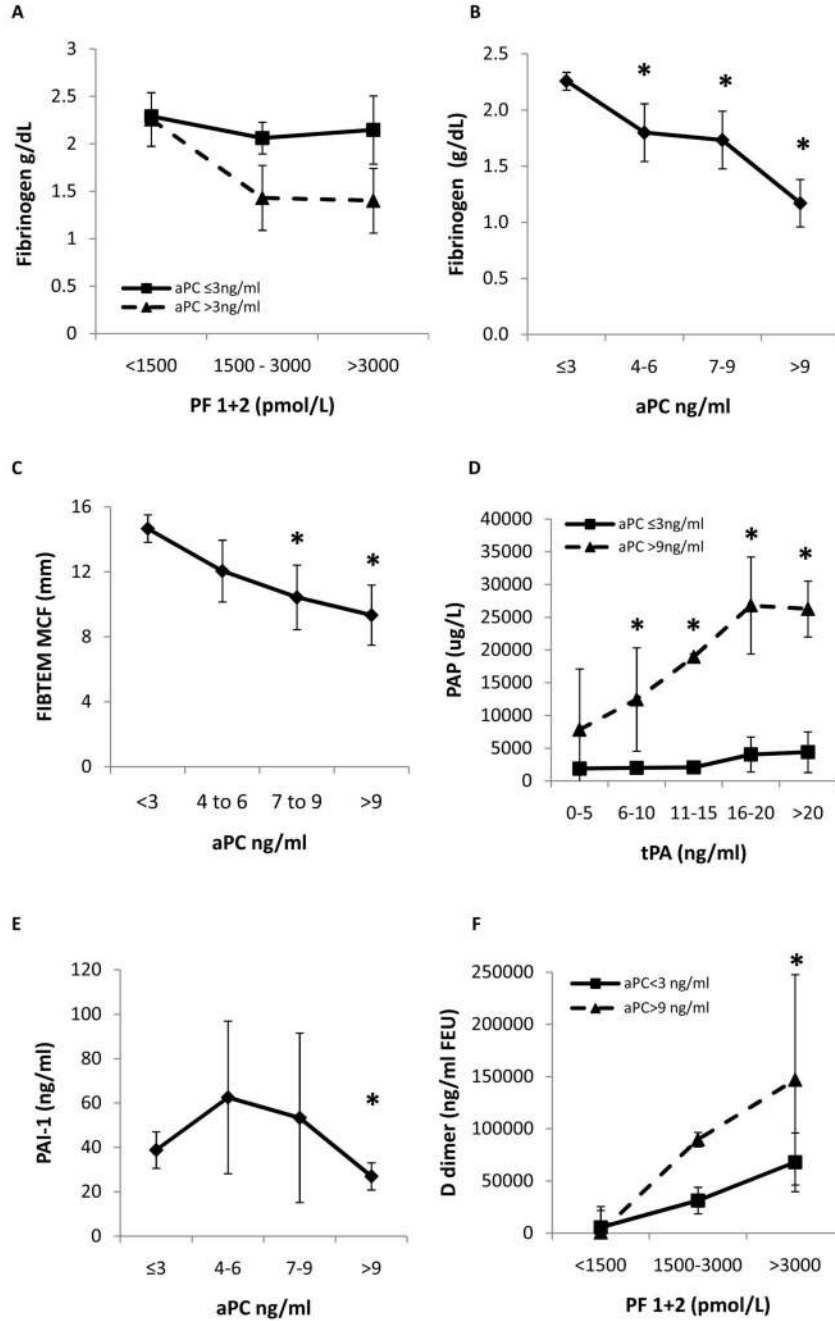 A
Fibrinogen g/dL
3
2.5
2
1.5
1
0.5
0
aPC ≤3ng/ml
aPC >3ng/ml
<1500 1500 - 3000 >3000
PF 1+2 (pmol/L)
B
Fibrinogen (g/dL)
2.5
2.0
1.5
1.0
0.5
0.0
* * *
≤3 4-6 7-9 >9
aPC ng/ml
C
FIBTEM MCF (mm)
16
12
8
4
0
* *
<3 4 to 6 7 to 9 >9
aPC ng/ml
D
PAP (ug/L)
40000
35000
30000
25000
20000
15000
10000
5000
0
aPC ≤3ng/ml
aPC >9ng/ml
* * * *
0-5 6-10 11-15 16-20 >20
tPA (ng/ml)
E
PAI-1 (ng/ml)
120
100
80
60
40
20
0
*
≤3 4-6 7-9 >9
aPC ng/ml
F
D dimer (ng/ml FEU)
250000
200000
150000
100000
50000
0
aPC<3 ng/ml
aPC>9 ng/ml
*
<1500 1500-3000 >3000
PF 1+2 (pmol/L)